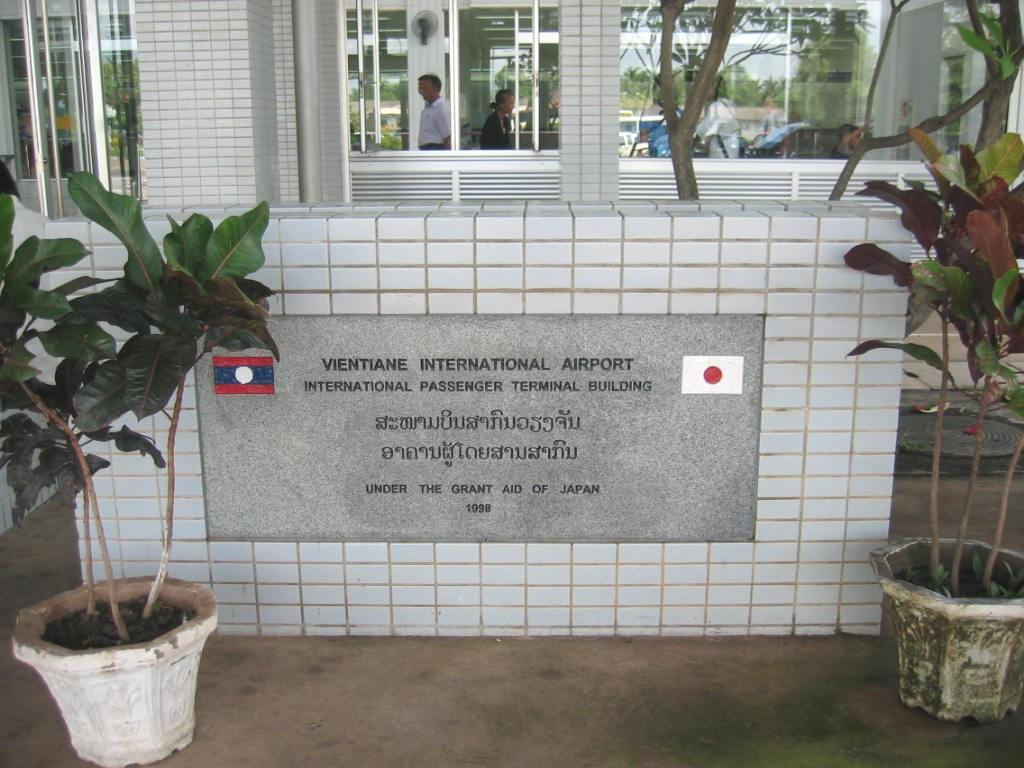 VIENTIANE INTERNATIONAL AIRPORT
INTERNATIONAL PASSENGER TERMINAL BUILDING
ສະໜາມບິນສາກົນວຽງຈັນ
ອາຄານຜູ້ໂດຍສານສາກົນ
UNDER THE GRANT AID OF JAPAN
1998